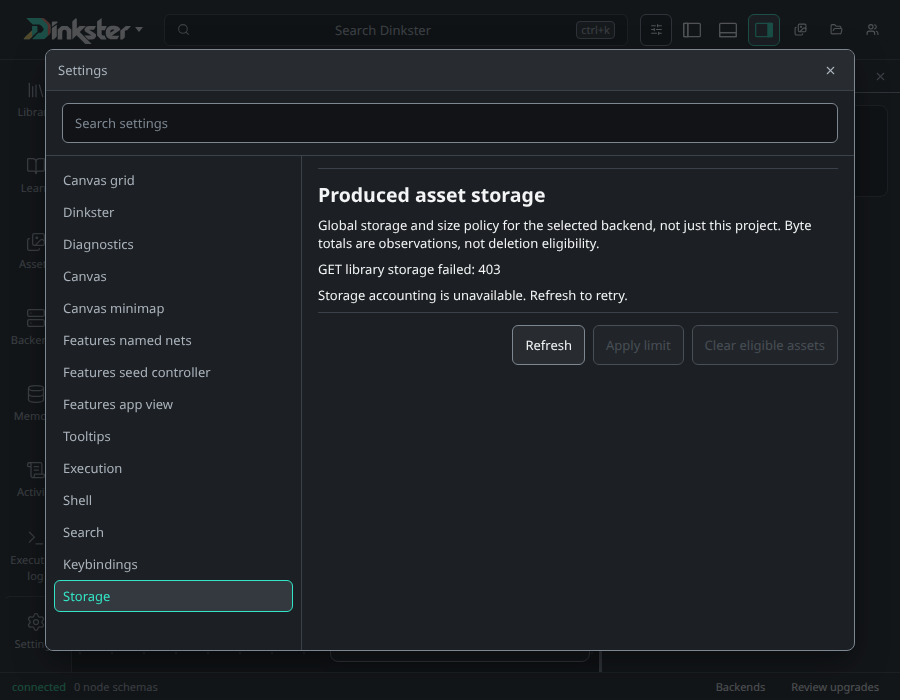 Dinkster
Search Dinkster
ctrl+k
Settings
Search settings
Canvas grid
Dinkster
Diagnostics
Canvas
Canvas minimap
Features named nets
Features seed controller
Features app view
Tooltips
Execution
Shell
Search
Keybindings
Storage
Produced asset storage
Global storage and size policy for the selected backend, not just this project. Byte
totals are observations, not deletion eligibility.
GET library storage failed: 403
Storage accounting is unavailable. Refresh to retry.
Refresh
Apply limit
Clear eligible assets
connected
0 node schemas
Backends
Review upgrades